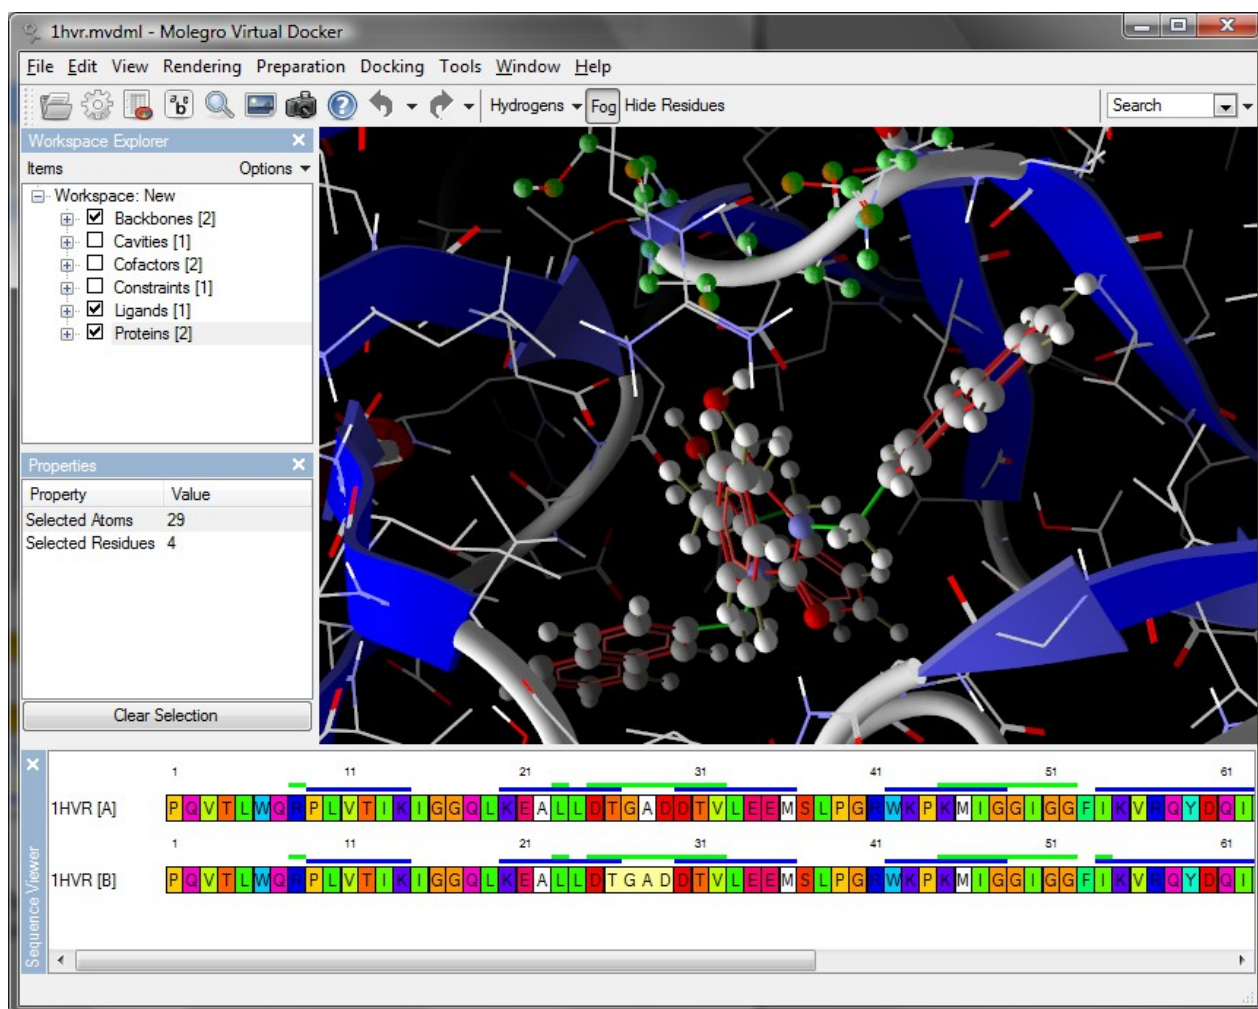 1hvr.mvdml - Molegro Virtual Docker
File Edit View Rendering Preparation Docking Tools Window Help
Hydrogens Fog Hide Residues Search
Workspace Explorer
Items Options
Workspace: New
Backbones [2]
Cavities [1]
Cofactors [2]
Constraints [1]
Ligands [1]
Proteins [2]
Properties
Property Value
Selected Atoms 29
Selected Residues 4
Clear Selection
Sequence Viewer
1 11 21 31 41 51 61
1HVR [A] PQVTLWQRPLVTIKIGGQLKEALLDTGADDTVLEEMSLPGRWKPKMIGGIGGFIKVRQYDQI
1 11 21 31 41 51 61
1HVR [B] PQVTLWQRPLVTIKIGGQLKEALLDTGADDTVLEEMSLPGRWKPKMIGGIGGFIKVRQYDQI